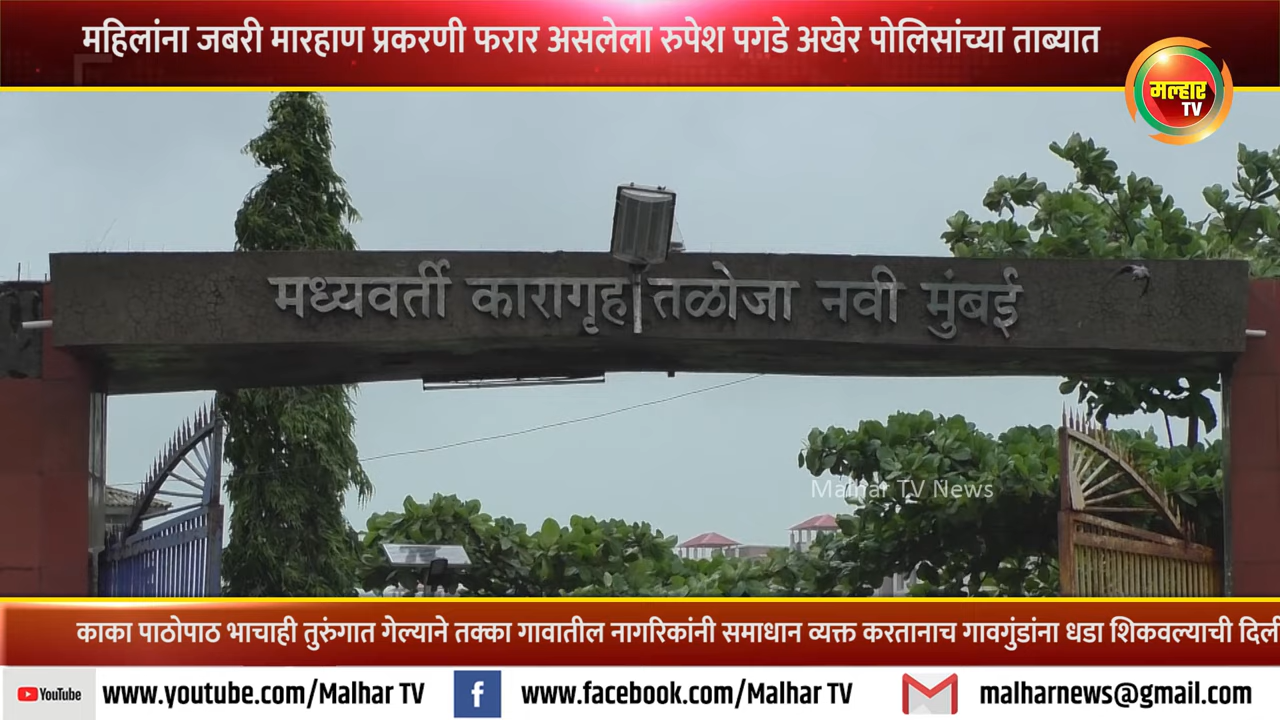 महिलांना जबरी मारहाण प्रकरणी फरार असलेला रुपेश पगडे अखेर पोलिसांच्या ताब्यात
मल्हार
TV
मध्यवर्ती कारागृह तळोजा नवी मुंबई
Malhar TV News
काका पाठोपाठ भाचाही तुरुंगात गेल्याने तक्का गावातील नागरिकांनी समाधान व्यक्त करतानाच गावगुंडांना धडा शिकवल्याची दिली
YouTube www.youtube.com/Malhar TV f www.facebook.com/Malhar TV malharnews@gmail.com